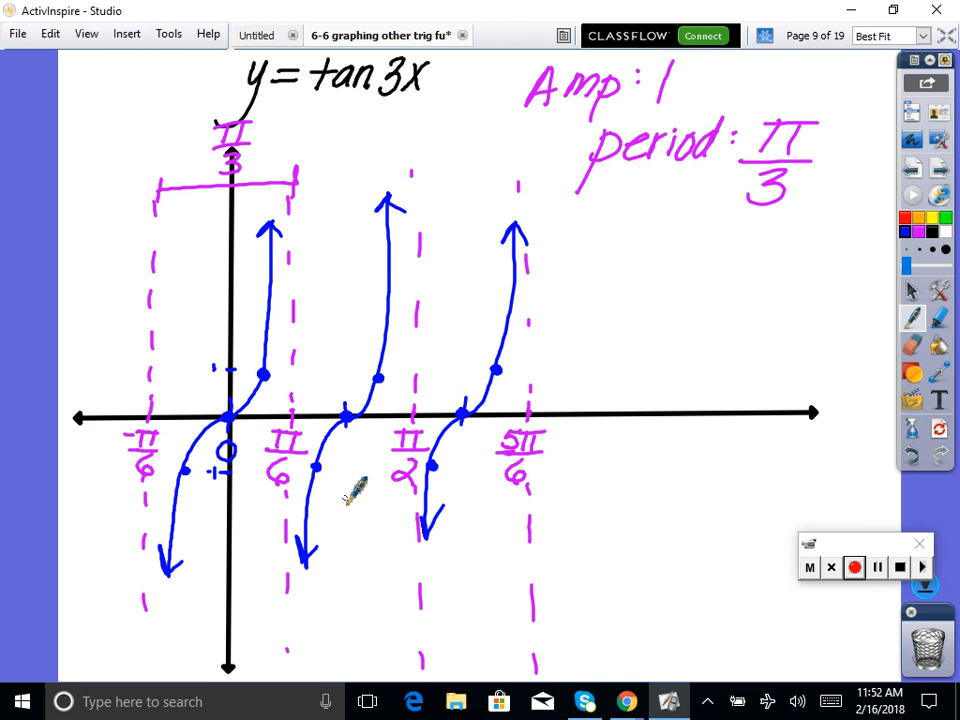 ActivInspire - Studio
File Edit View Insert Tools Help Untitled 6-6 graphing other trig fu* CLASSFLOW Connect Page 9 of 19 Best Fit
y = tan 3x
Amp: 1
period: π/3
π/3
-π/6 0 π/6 π/2 5π/6
M
Type here to search
11:52 AM
2/16/2018